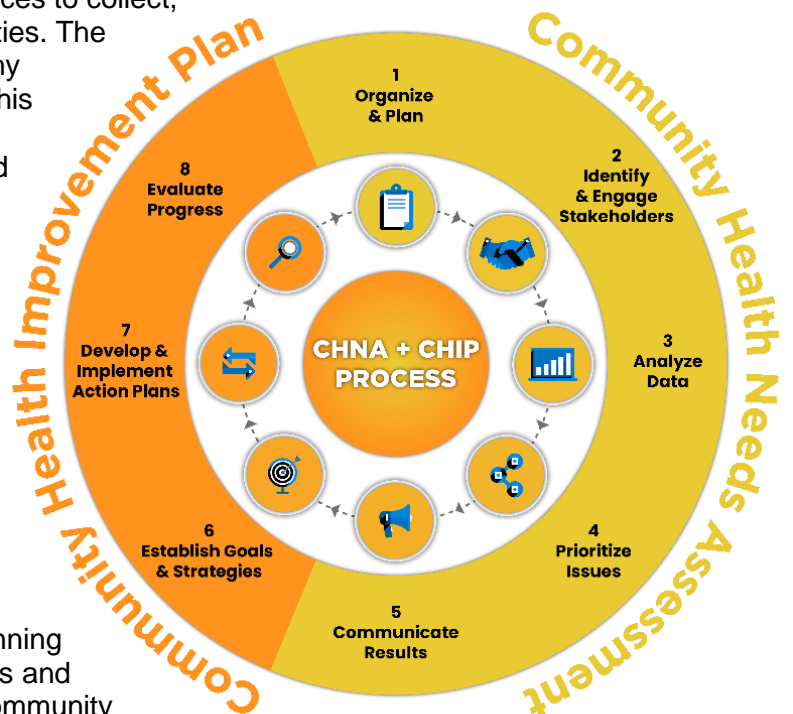 ces to collect,
ties. The
ny
his
d
Community Health Improvement Plan
Community Health Needs Assessment
1
Organize
& Plan
2
Identify
& Engage
Stakeholders
3
Analyze
Data
4
Prioritize
Issues
5
Communicate
Results
6
Establish Goals
& Strategies
7
Develop &
Implement
Action Plans
8
Evaluate
Progress
CHNA + CHIP
PROCESS
nning
s and
ommunity